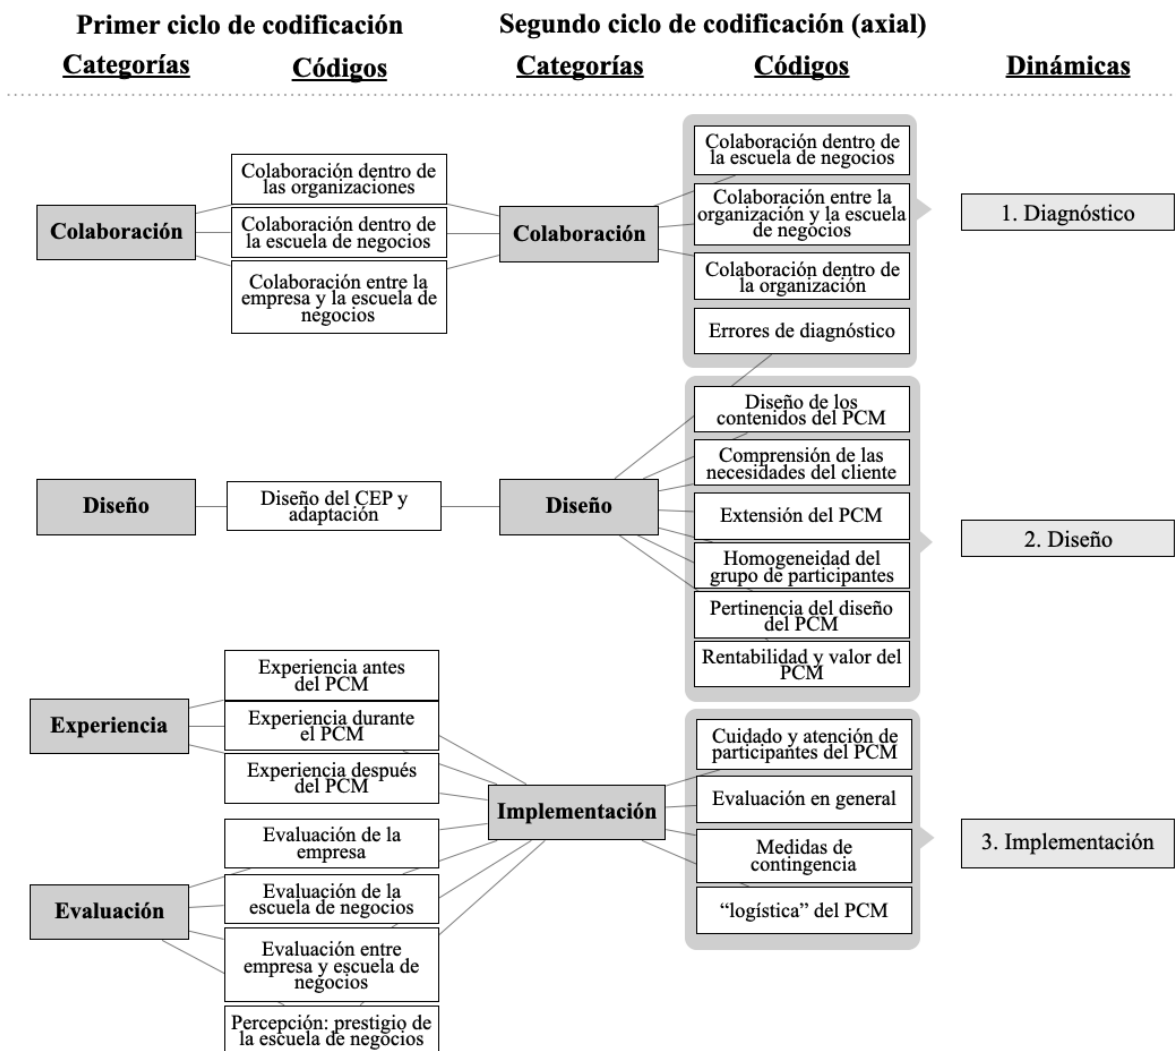 Primer ciclo de codificación
Segundo ciclo de codificación (axial)
Categorías
Códigos
Categorías
Códigos
Dinámicas
Colaboración
Colaboración dentro de
las organizaciones
Colaboración dentro de
la escuela de negocios
Colaboración entre la
empresa y la escuela de
negocios
Colaboración
Colaboración dentro de
la escuela de negocios
Colaboración entre la
organización y la escuela
de negocios
Colaboración dentro de
la organización
Errores de diagnóstico
1. Diagnóstico
Diseño
Diseño del CEP y
adaptación
Diseño
Diseño de los
contenidos del PCM
Comprensión de las
necesidades del cliente
Extensión del PCM
Homogeneidad del
grupo de participantes
Pertinencia del diseño
del PCM
Rentabilidad y valor del
PCM
2. Diseño
Experiencia
Experiencia antes
del PCM
Experiencia durante
el PCM
Experiencia después
del PCM
Evaluación
Evaluación de la
empresa
Evaluación de la
escuela de negocios
Evaluación entre
empresa y escuela de
negocios
Percepción: prestigio de
la escuela de negocios
Implementación
Cuidado y atención de
participantes del PCM
Evaluación en general
Medidas de
contingencia
“logística” del PCM
3. Implementación